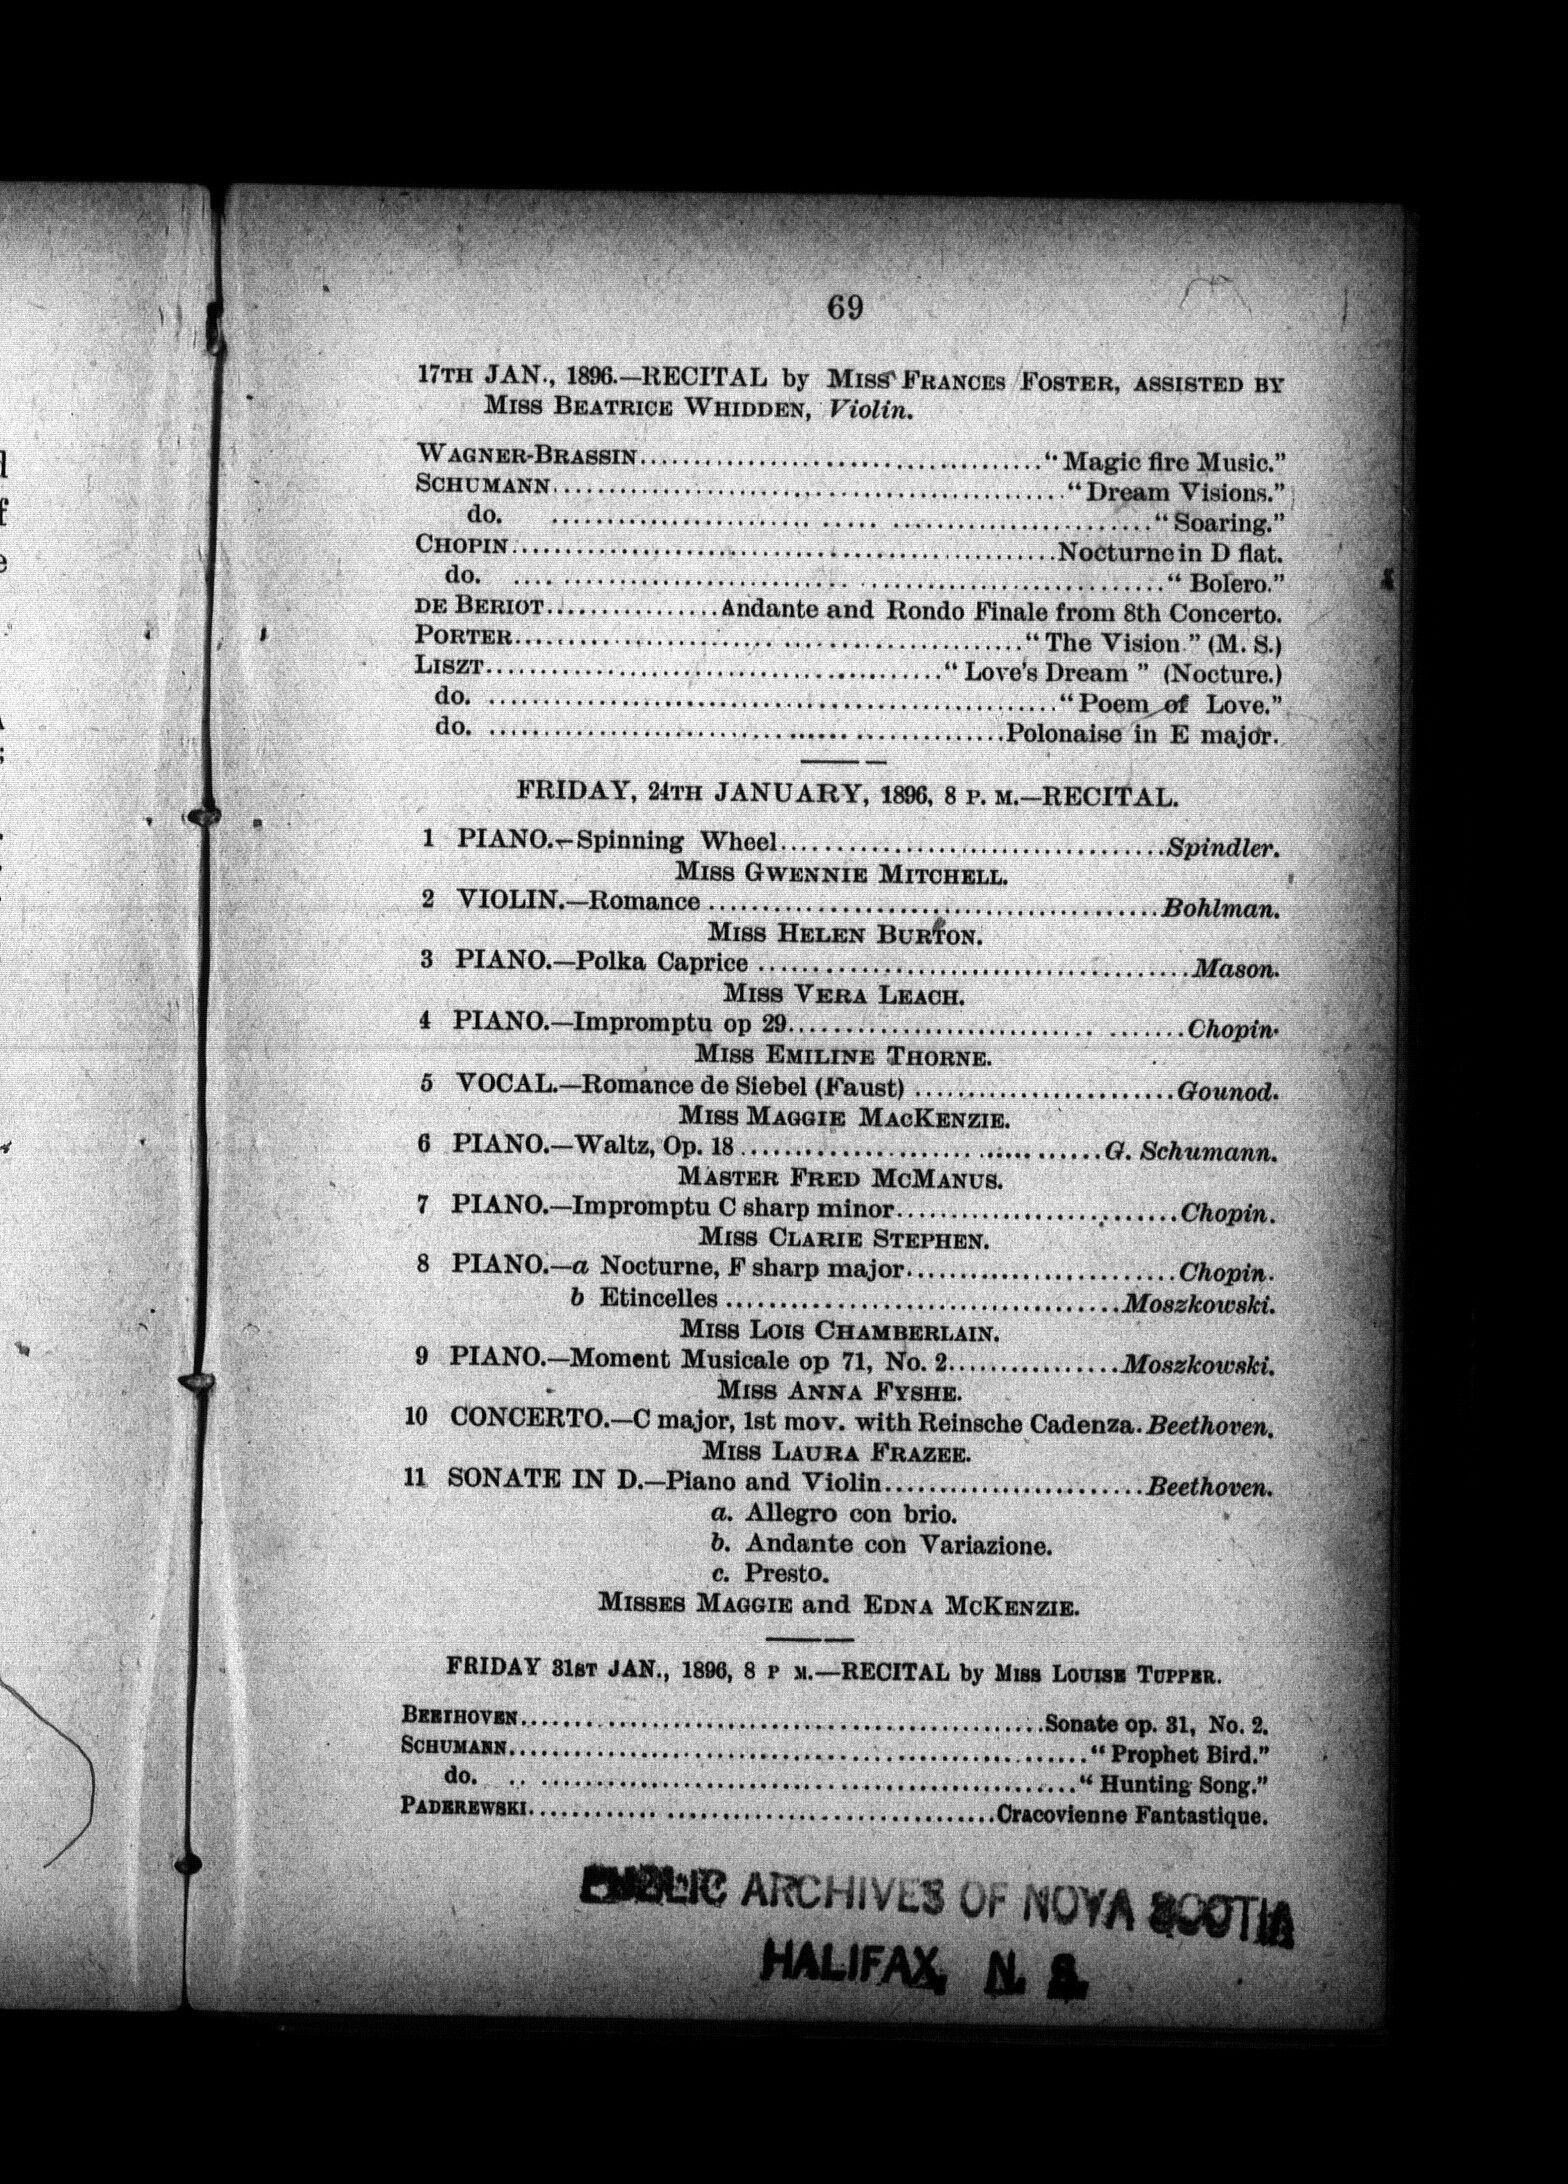 69
17TH JAN., 1896.—RECITAL by MISS FRANCES FOSTER, ASSISTED BY
MISS BEATRICE WHIDDEN, Violin.
WAGNER-BRASSIN........................................"Magic fire Music."
SCHUMANN........................................"Dream Visions."
do. ........................................"Soaring."
CHOPIN........................................Nocturne in D flat.
do. ........................................"Bolero."
DE BERIOT................Andante and Rondo Finale from 8th Concerto.
PORTER........................................"The Vision." (M. S.)
LISZT........................................"Love's Dream" (Nocture.)
do. ........................................"Poem of Love."
do. ........................................Polonaise in E major.
FRIDAY, 24TH JANUARY, 1896, 8 P. M.—RECITAL.
1 PIANO.—Spinning Wheel................................Spindler.
MISS GWENNIE MITCHELL.
2 VIOLIN.—Romance ................................Bohlman.
MISS HELEN BURTON.
3 PIANO.—Polka Caprice ................................Mason.
MISS VERA LEACH.
4 PIANO.—Impromptu op 29................................Chopin.
MISS EMILINE THORNE.
5 VOCAL.—Romance de Siebel (Faust) ........................Gounod.
MISS MAGGIE MACKENZIE.
6 PIANO.—Waltz, Op. 18................................G. Schumann.
MASTER FRED MCMANUS.
7 PIANO.—Impromptu C sharp minor........................Chopin.
MISS CLARIE STEPHEN.
8 PIANO.—a Nocturne, F sharp major........................Chopin.
b Etincelles ................................Moszkowski.
MISS LOIS CHAMBERLAIN.
9 PIANO.—Moment Musicale op 71, No. 2................Moszkowski.
MISS ANNA FYSHE.
10 CONCERTO.—C major, 1st mov. with Reinsche Cadenza.Beethoven.
MISS LAURA FRAZEE.
11 SONATE IN D.—Piano and Violin........................Beethoven.
a. Allegro con brio.
b. Andante con Variazione.
c. Presto.
MISSES MAGGIE and EDNA MCKENZIE.
FRIDAY 31ST JAN., 1896, 8 P M.—RECITAL by MISS LOUISE TUPPER.
BEETHOVEN........................................Sonate op. 31, No. 2.
SCHUMANN........................................"Prophet Bird."
do. ........................................"Hunting Song."
PADEREWSKI........................................Cracovienne Fantastique.
PUBLIC ARCHIVES OF NOVA SCOTIA
HALIFAX, N. S.